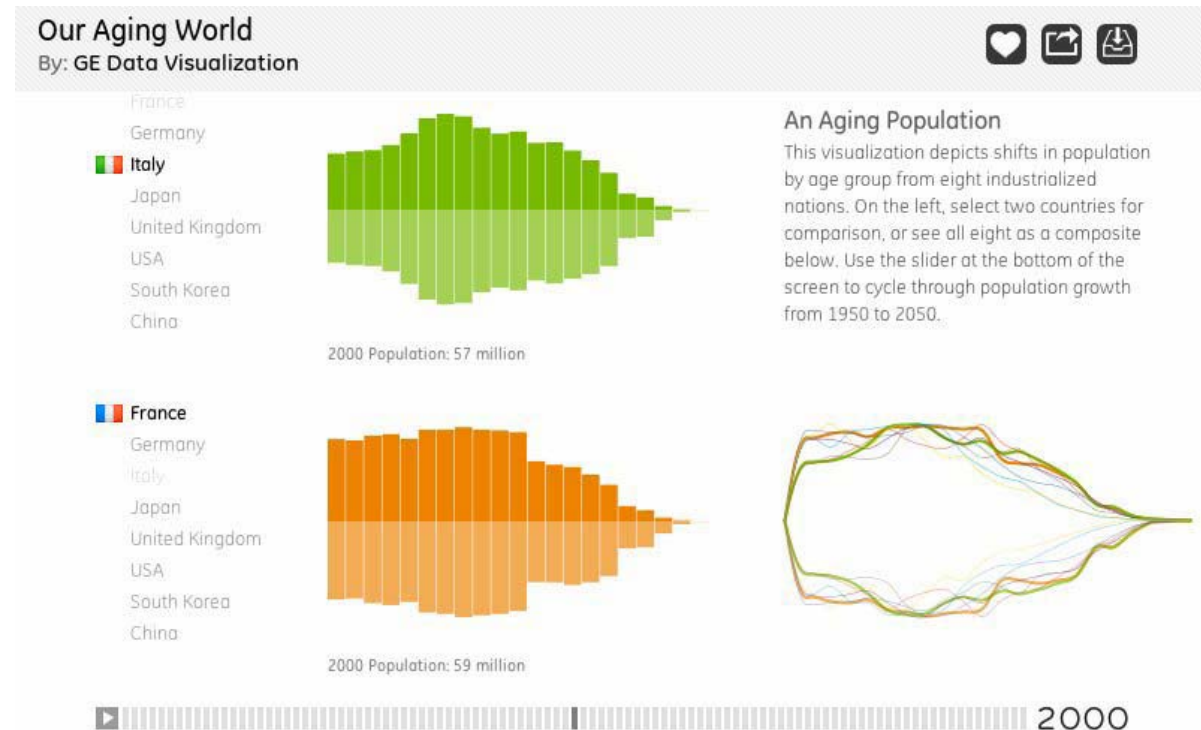 Our Aging World
By: GE Data Visualization
France
Germany
Italy
Japan
United Kingdom
USA
South Korea
China
2000 Population: 57 million
An Aging Population
This visualization depicts shifts in population
by age group from eight industrialized
nations. On the left, select two countries for
comparison, or see all eight as a composite
below. Use the slider at the bottom of the
screen to cycle through population growth
from 1950 to 2050.
France
Germany
Italy
Japan
United Kingdom
USA
South Korea
China
2000 Population: 59 million
2000